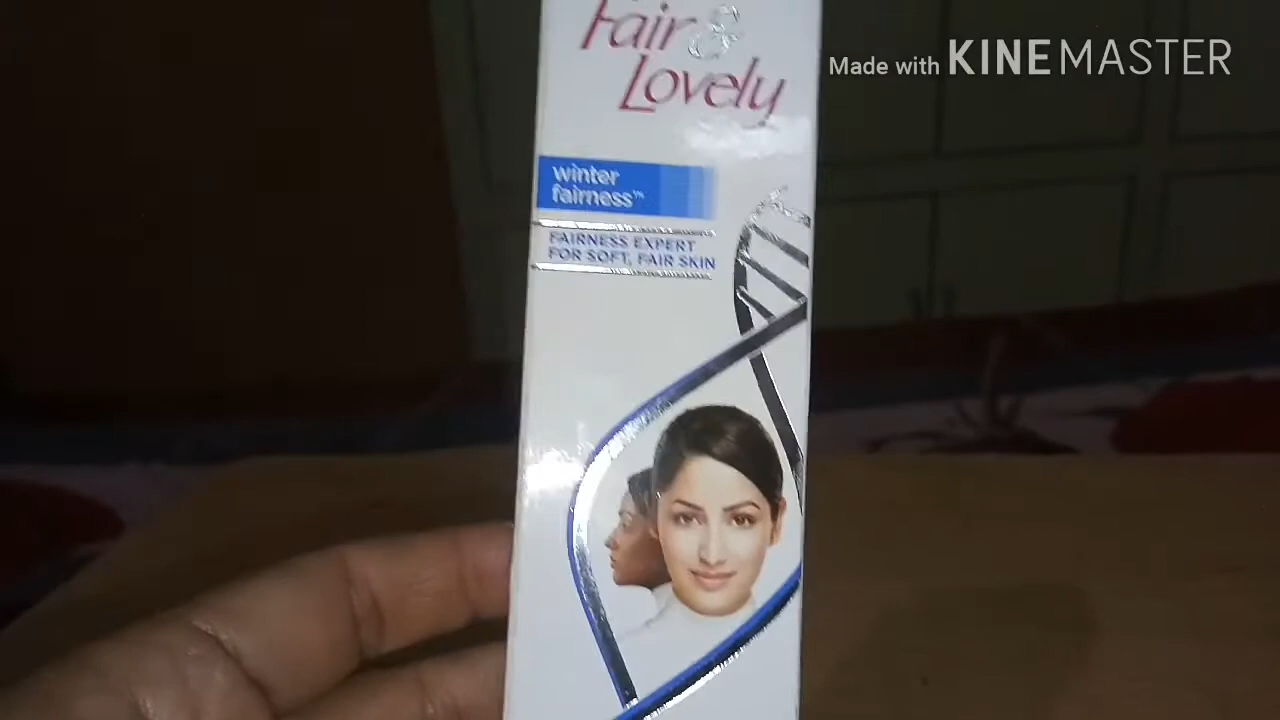 Fair &
Lovely
Made with KINEMASTER
winter
fairness™
FAIRNESS EXPERT
FOR SOFT, FAIR SKIN